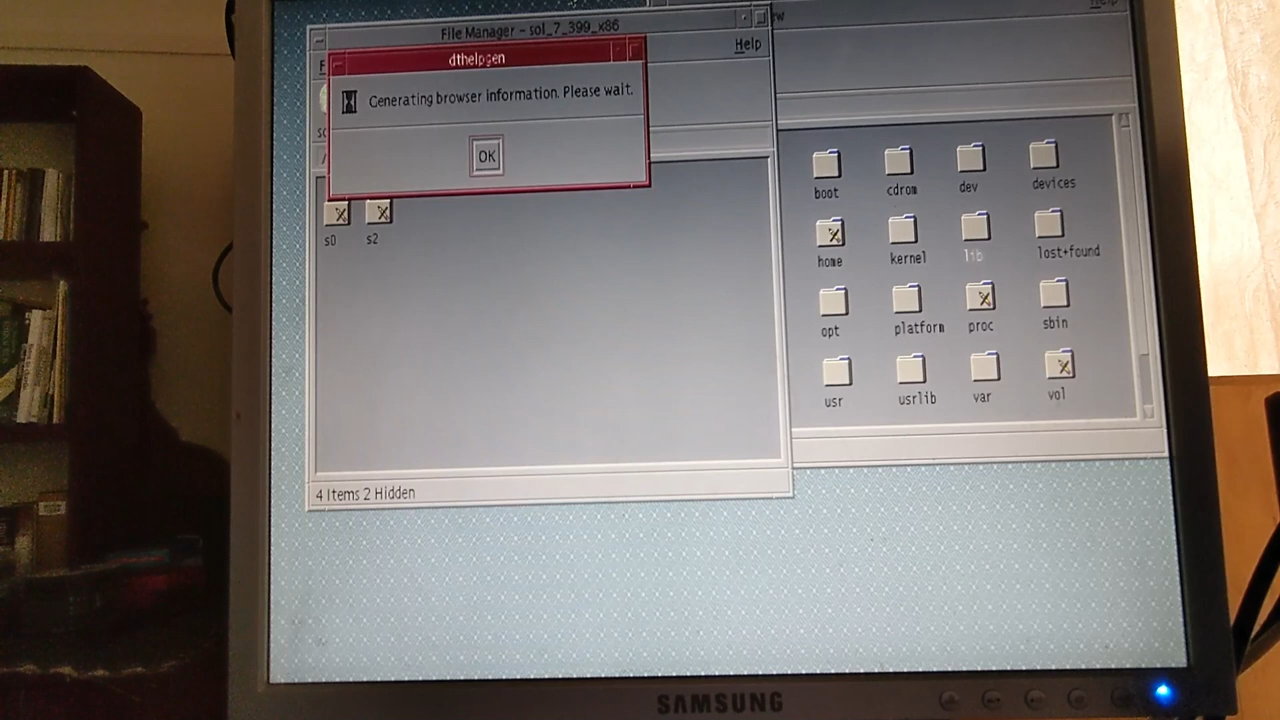 File Manager - sol_7_399_x86
Help
dthelpgen
Help
Generating browser information. Please wait.
OK
s0 s2
4 Items 2 Hidden
boot cdrom dev devices
home kernel lib lost+found
opt platform proc sbin
usr usrlib var vol
SAMSUNG